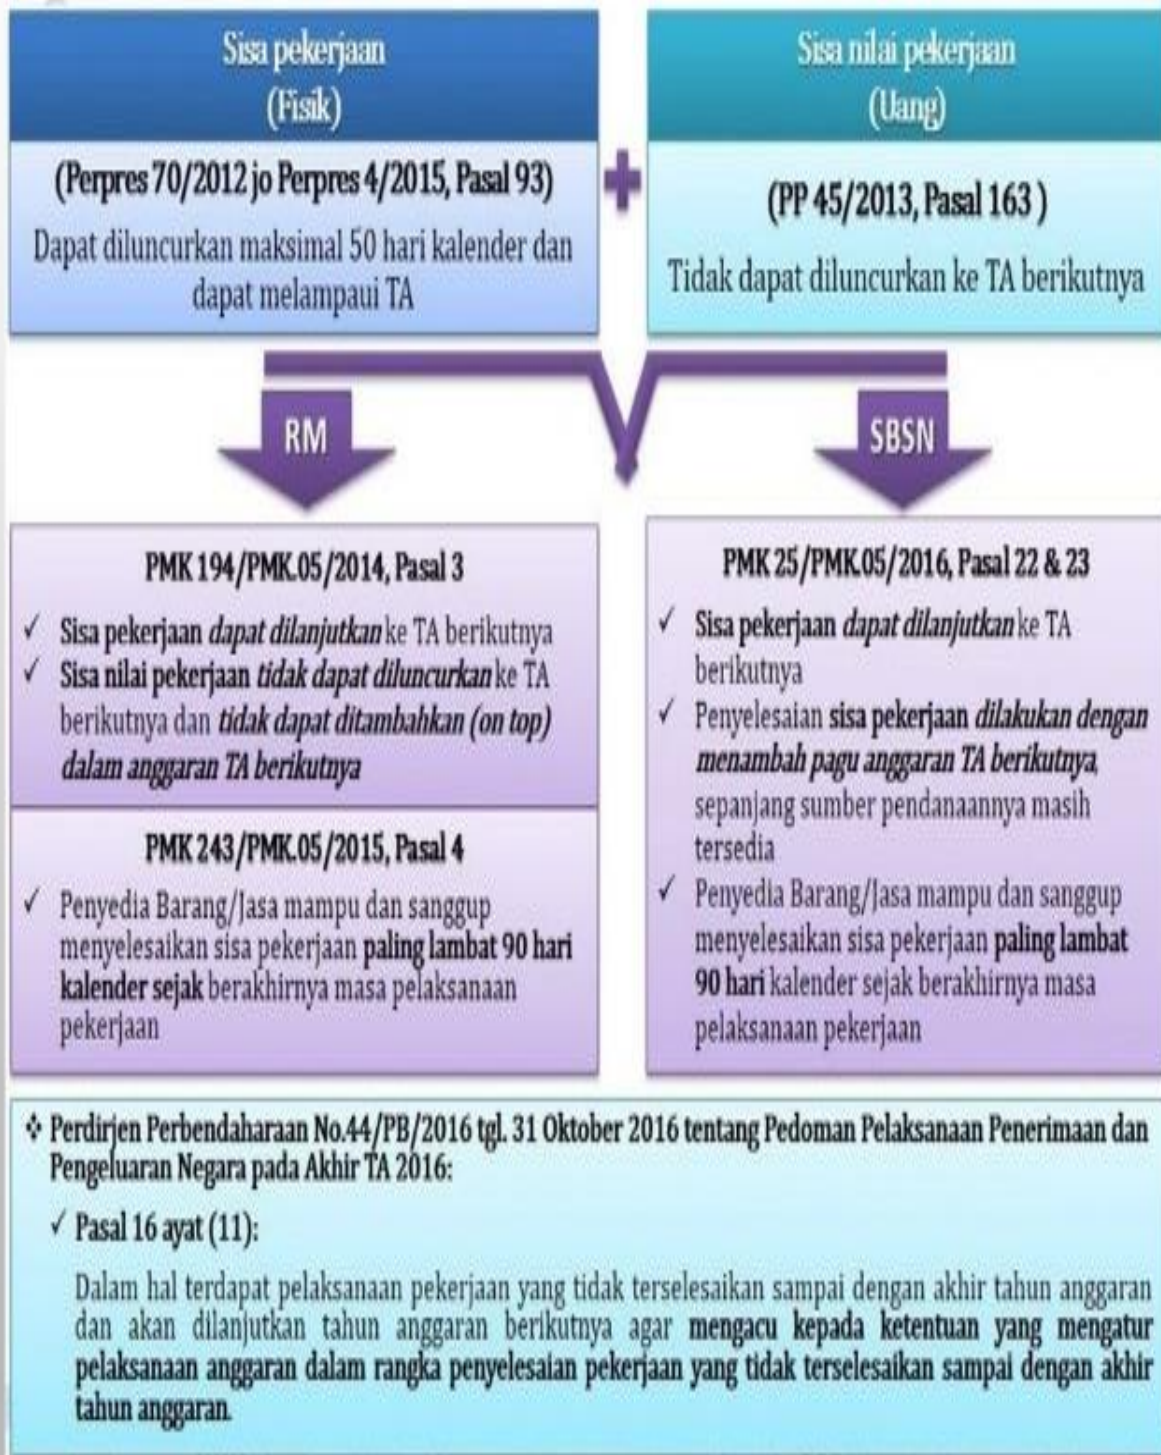 Sisa pekerjaan
(Fisik)
(Perpres 70/2012 jo Perpres 4/2015, Pasal 93)
Dapat diluncurkan maksimal 50 hari kalender dan
dapat melampaui TA
Sisa nilai pekerjaan
(Uang)
(PP 45/2013, Pasal 163 )
Tidak dapat diluncurkan ke TA berikutnya
RM
SBSN
PMK 194/PMK.05/2014, Pasal 3
✓ Sisa pekerjaan dapat dilanjutkan ke TA berikutnya
✓ Sisa nilai pekerjaan tidak dapat diluncurkan ke TA
berikutnya dan tidak dapat ditambahkan (on top)
dalam anggaran TA berikutnya
PMK 243/PMK.05/2015, Pasal 4
✓ Penyedia Barang/Jasa mampu dan sanggup
menyelesaikan sisa pekerjaan paling lambat 90 hari
kalender sejak berakhirnya masa pelaksanaan
pekerjaan
PMK 25/PMK.05/2016, Pasal 22 & 23
✓ Sisa pekerjaan dapat dilanjutkan ke TA
berikutnya
✓ Penyelesaian sisa pekerjaan dilakukan dengan
menambah pagu anggaran TA berikutnya,
sepanjang sumber pendanaannya masih
tersedia
✓ Penyedia Barang/Jasa mampu dan sanggup
menyelesaikan sisa pekerjaan paling lambat
90 hari kalender sejak berakhirnya masa
pelaksanaan pekerjaan
❖ Perdirjen Perbendaharaan No.44/PB/2016 tgl. 31 Oktober 2016 tentang Pedoman Pelaksanaan Penerimaan dan
Pengeluaran Negara pada Akhir TA 2016:
✓ Pasal 16 ayat (11):
Dalam hal terdapat pelaksanaan pekerjaan yang tidak terselesaikan sampai dengan akhir tahun anggaran
dan akan dilanjutkan tahun anggaran berikutnya agar mengacu kepada ketentuan yang mengatur
pelaksanaan anggaran dalam rangka penyelesaian pekerjaan yang tidak terselesaikan sampai dengan akhir
tahun anggaran.